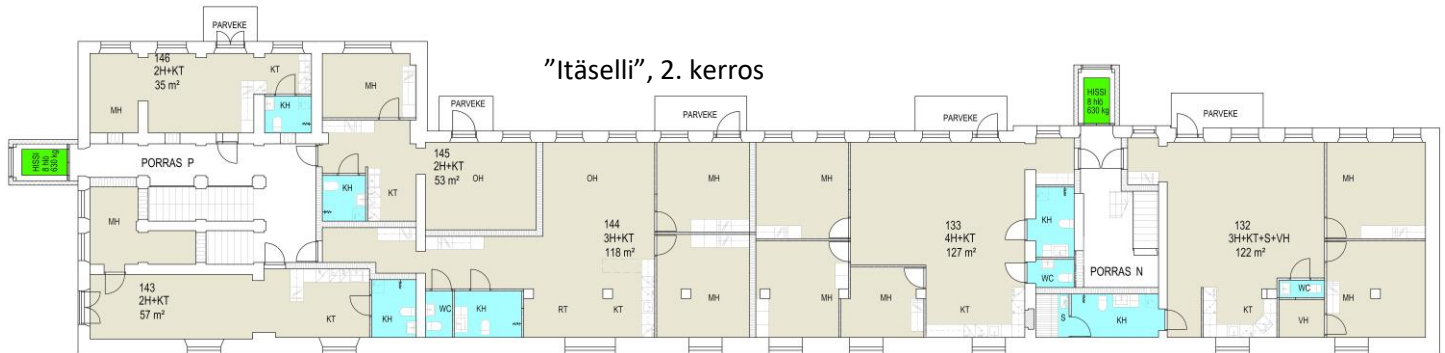 PARVEKE
"Itäselli", 2. kerros
146
2H+KT
35 m²
KT
MH
KH
MH
PARVEKE
PARVEKE
PARVEKE
HISSI
8 hlö
630 kg
PARVEKE
HISSI
8 hlö
630 kg
PORRAS P
145
2H+KT
53 m²
OH
KH
KT
OH
MH
MH
MH
MH
KH
144
3H+KT
118 m²
133
4H+KT
127 m²
132
3H+KT+S+VH
122 m²
PORRAS N
WC
143
2H+KT
57 m²
KT
KH
WC
KH
RT
KT
MH
MH
MH
KT
S
KH
KT
WC
VH
MH